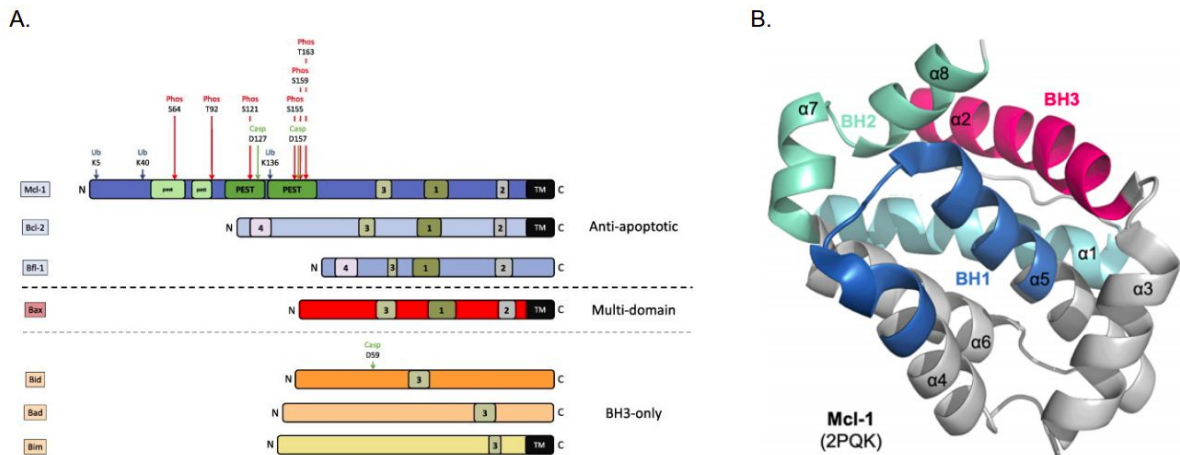 A.
B.
Phos
T163
Phos
S159
Phos
S64
Phos
T92
Phos
S121
Phos
S155
Casp
D127
Casp
D157
Ub
K5
Ub
K40
Ub
K136
Mcl-1
N
pest
pest
PEST
PEST
3
1
2
TM
C
Bcl-2
N
4
3
1
2
TM
C
Anti-apoptotic
Bfl-1
N
4
3
1
2
TM
C
Bax
N
3
1
2
TM
C
Multi-domain
Casp
D59
Bid
N
3
C
Bad
N
3
C
BH3-only
Bim
N
3
TM
C
α8
α7
BH2
α2
BH3
α1
BH1
α5
α3
α6
α4
Mcl-1
(2PQK)